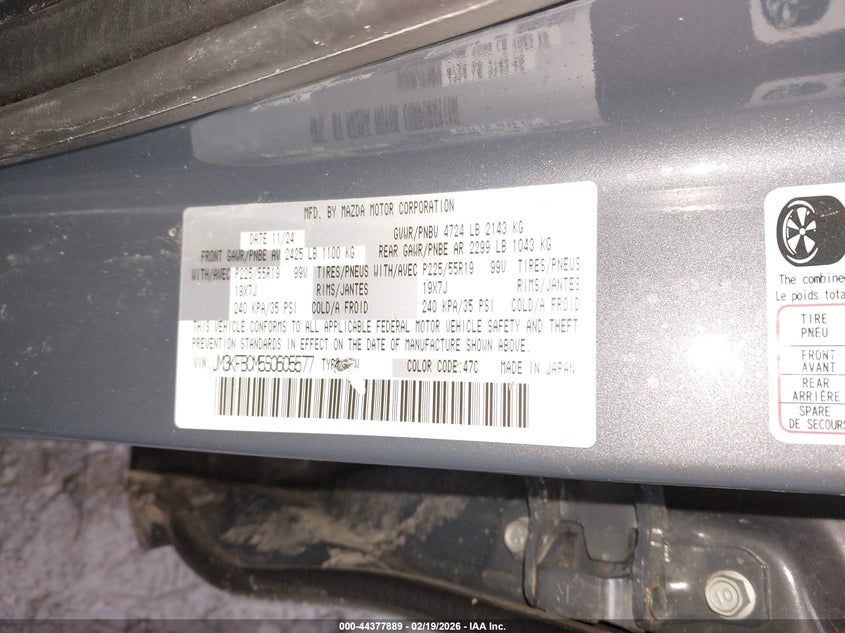 MFD. BY MAZDA MOTOR CORPORATION
DATE 11/24 GVWR/PNBV 4724 LB 2143 KG
FRONT GAWR/PNBE AV 2425 LB 1100 KG REAR GAWR/PNBE AR 2299 LB 1043 KG
WITH/AVEC P225/55R19 99V TIRES/PNEUS WITH/AVEC P225/55R19 99V TIRES/PNEUS
19X7J RIMS/JANTES 19X7J RIMS/JANTES
240 KPA/35 PSI COLD/A FROID 240 KPA/35 PSI COLD/A FROID
THIS VEHICLE CONFORMS TO ALL APPLICABLE FEDERAL MOTOR VEHICLE SAFETY AND THEFT
PREVENTION STANDARDS IN EFFECT ON THE DATE OF MANUFACTURE SHOWN ABOVE.
VIN: JM3KFBCM5S0605577 TYPE COLOR CODE:47C MADE IN JAPAN
The combined
Le poids tota
TIRE
PNEU
FRONT
AVANT
REAR
ARRIÈRE
SPARE
DE SECOURS
10
000-44377889 - 02/19/2026 - IAA Inc.